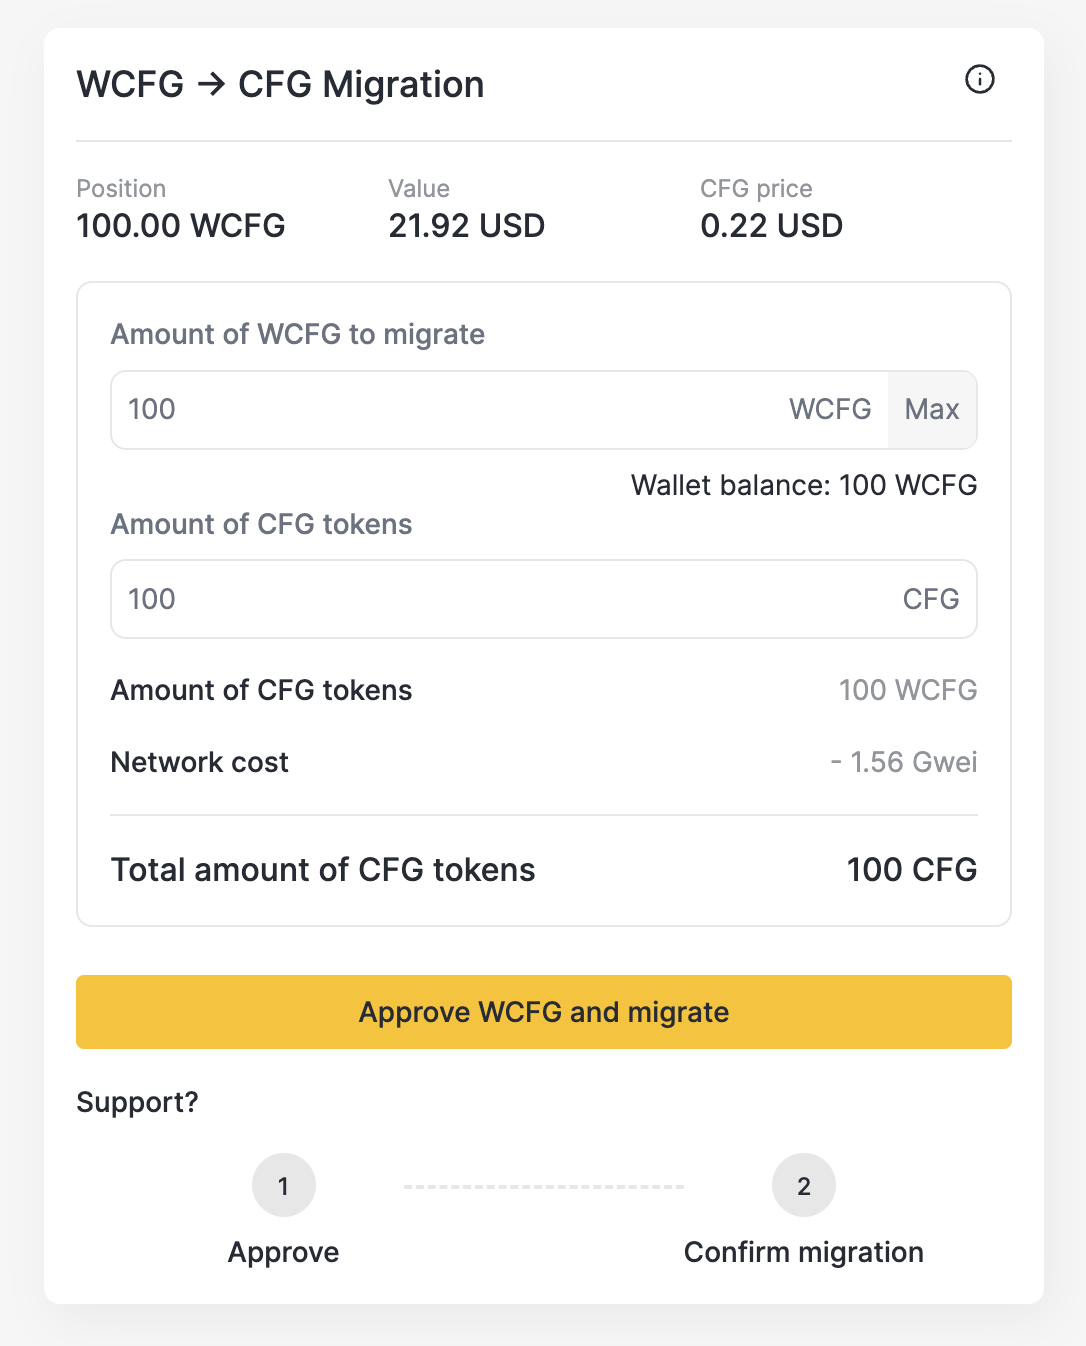 WCFG → CFG Migration
Position
100.00 WCFG
Value
21.92 USD
CFG price
0.22 USD
Amount of WCFG to migrate
100 WCFG Max
Wallet balance: 100 WCFG
Amount of CFG tokens
100 CFG
Amount of CFG tokens 100 WCFG
Network cost - 1.56 Gwei
Total amount of CFG tokens 100 CFG
Approve WCFG and migrate
Support?
1
Approve
2
Confirm migration